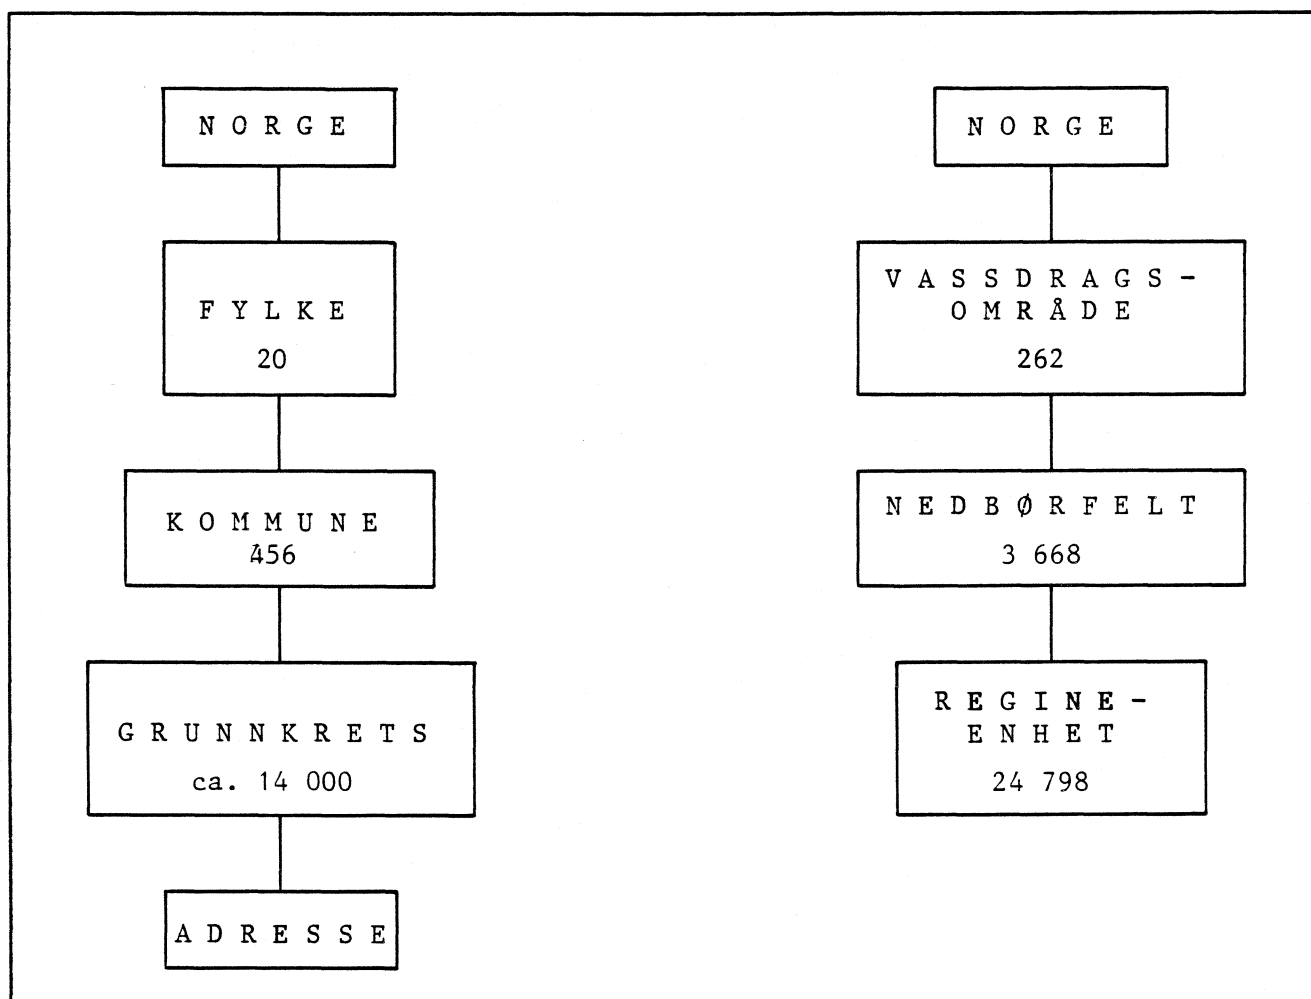 NORGE
FYLKE
20
KOMMUNE
456
GRUNNKRETS
ca. 14 000
ADRESSE
NORGE
VASSDRAGS-
OMRÅDE
262
NEDBØRFELT
3 668
REGINE-
ENHET
24 798